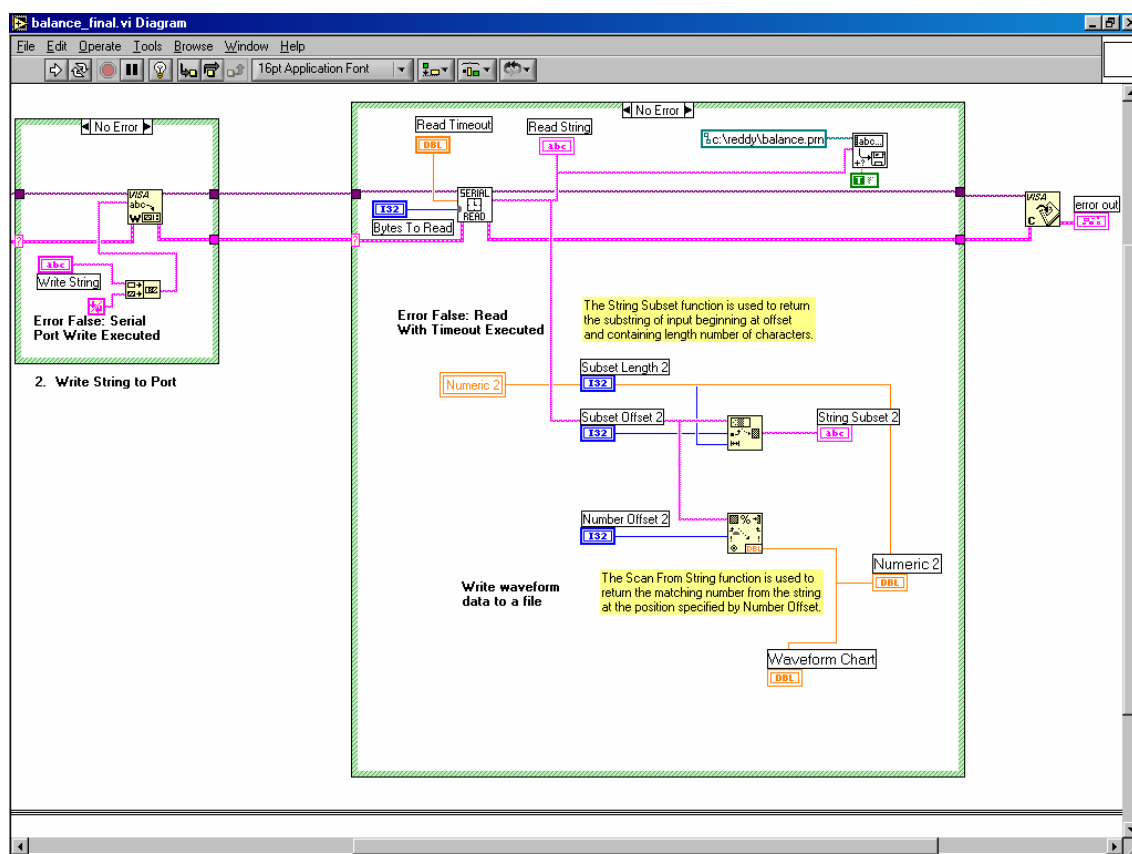 balance_final.vi Diagram
File Edit Operate Tools Browse Window Help
16pt Application Font
No Error
No Error
Read Timeout
DBL
Read String
abc
c:\reddy\balance.prn
abc...
T F
VISA
abc
W
SERIAL
READ
I32
Bytes To Read
VISA
C
error out
abc
Write String
Error False: Serial
Port Write Executed
2. Write String to Port
Error False: Read
With Timeout Executed
The String Subset function is used to return
the substring of input beginning at offset
and containing length number of characters.
Numeric 2
Subset Length 2
I32
Subset Offset 2
I32
String Subset 2
abc
Number Offset 2
I32
DBL
Numeric 2
DBL
Write waveform
data to a file
The Scan From String function is used to
return the matching number from the string
at the position specified by Number Offset.
Waveform Chart
DBL